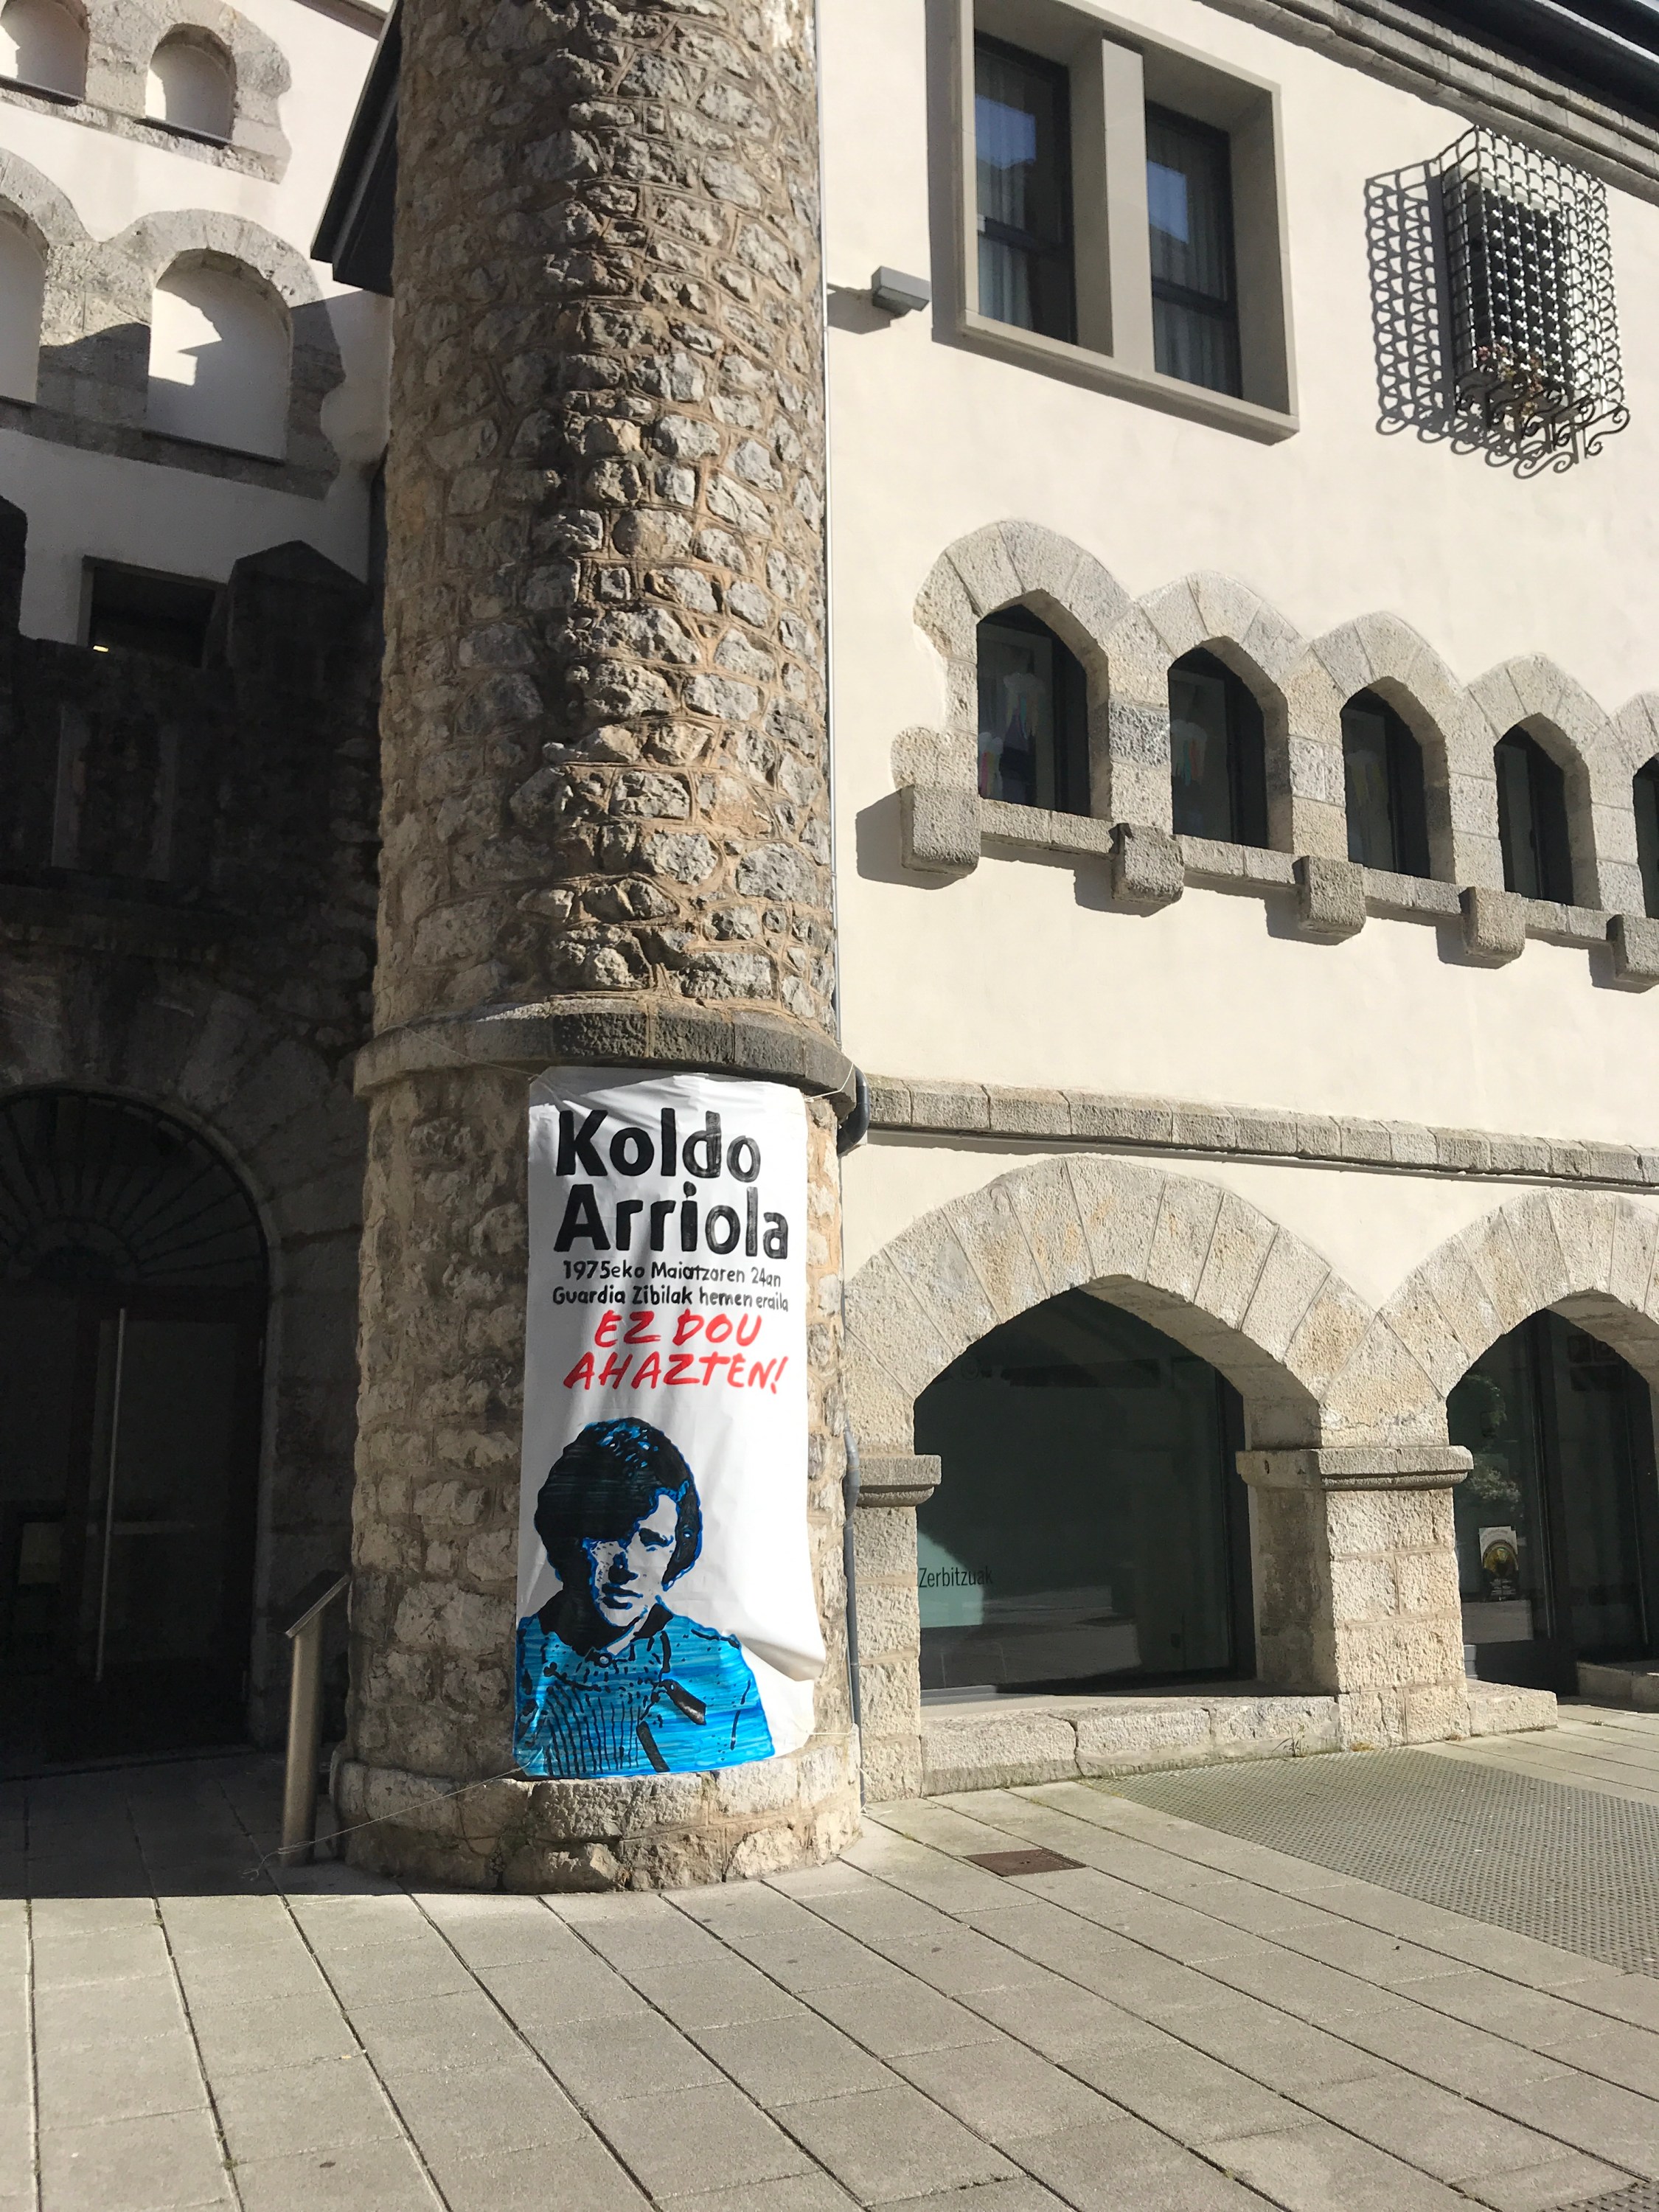 Koldo
Arriola
1975eko Maiatzaren 24an
Guardia Zibilak hemen eraila
EZ DOU
AHAZTEN!
Zerbitzuak